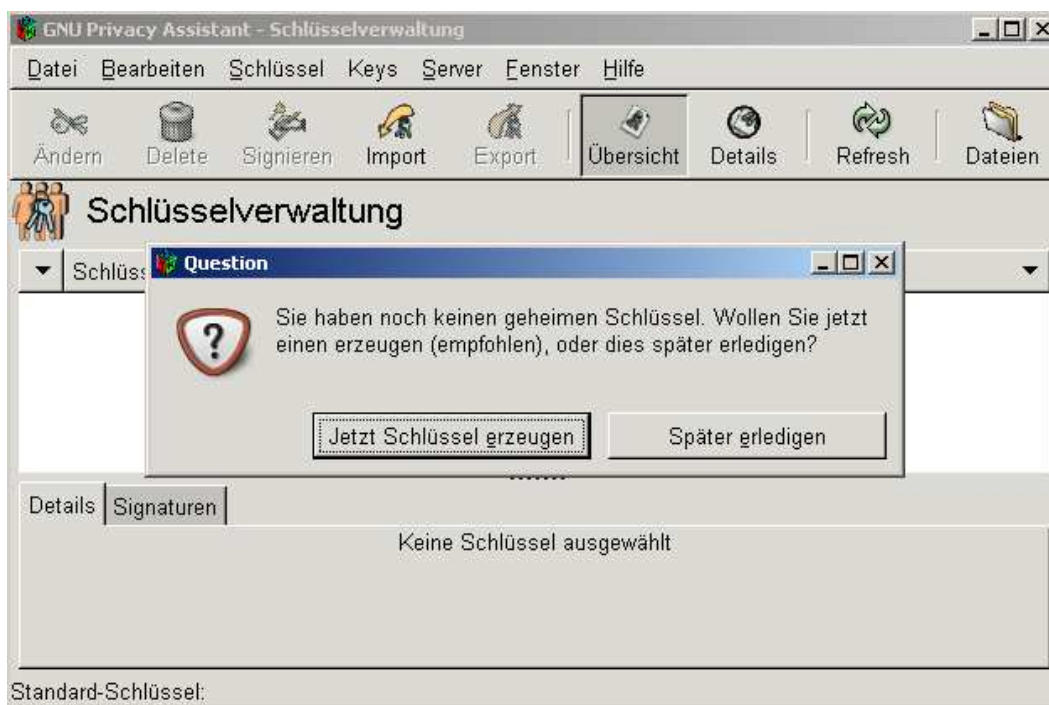 GNU Privacy Assistant - Schlüsselverwaltung
Datei Bearbeiten Schlüssel Keys Server Fenster Hilfe
Ändern Delete Signieren Import Export Übersicht Details Refresh Dateien
Schlüsselverwaltung
Schlüss
Question
Sie haben noch keinen geheimen Schlüssel. Wollen Sie jetzt
einen erzeugen (empfohlen), oder dies später erledigen?
Jetzt Schlüssel erzeugen Später erledigen
Details Signaturen
Keine Schlüssel ausgewählt
Standard-Schlüssel: